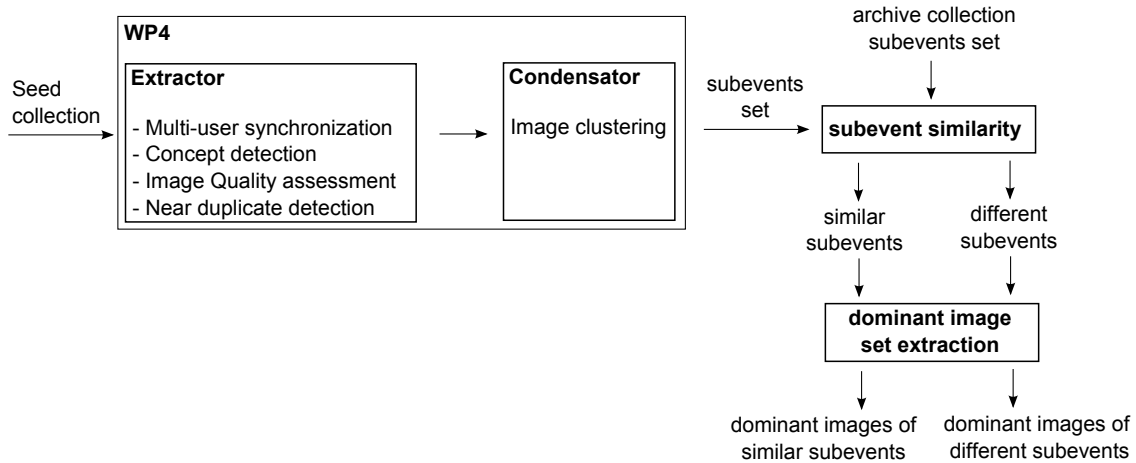 Seed
collection
WP4
Extractor
- Multi-user synchronization
- Concept detection
- Image Quality assessment
- Near duplicate detection
Condensator
Image clustering
subevents
set
archive collection
subevents set
subevent similarity
similar
subevents
different
subevents
dominant image
set extraction
dominant images of
similar subevents
dominant images of
different subevents